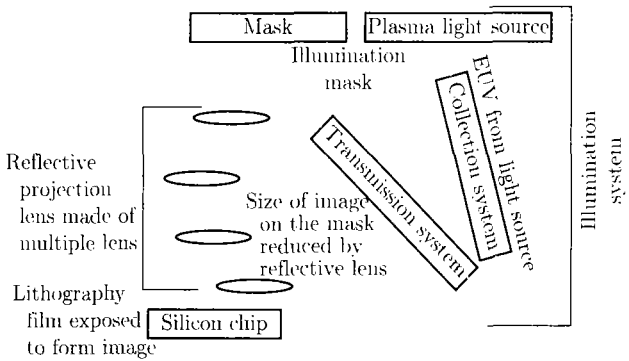 Mask
Plasma light source
Illumination
mask
EUV from light source
Collection system
Transmission system
Illumination
system
Reflective
projection
lens made of
multiple lens
Size of image
on the mask
reduced by
reflective lens
Lithography
film exposed
to form image
Silicon chip